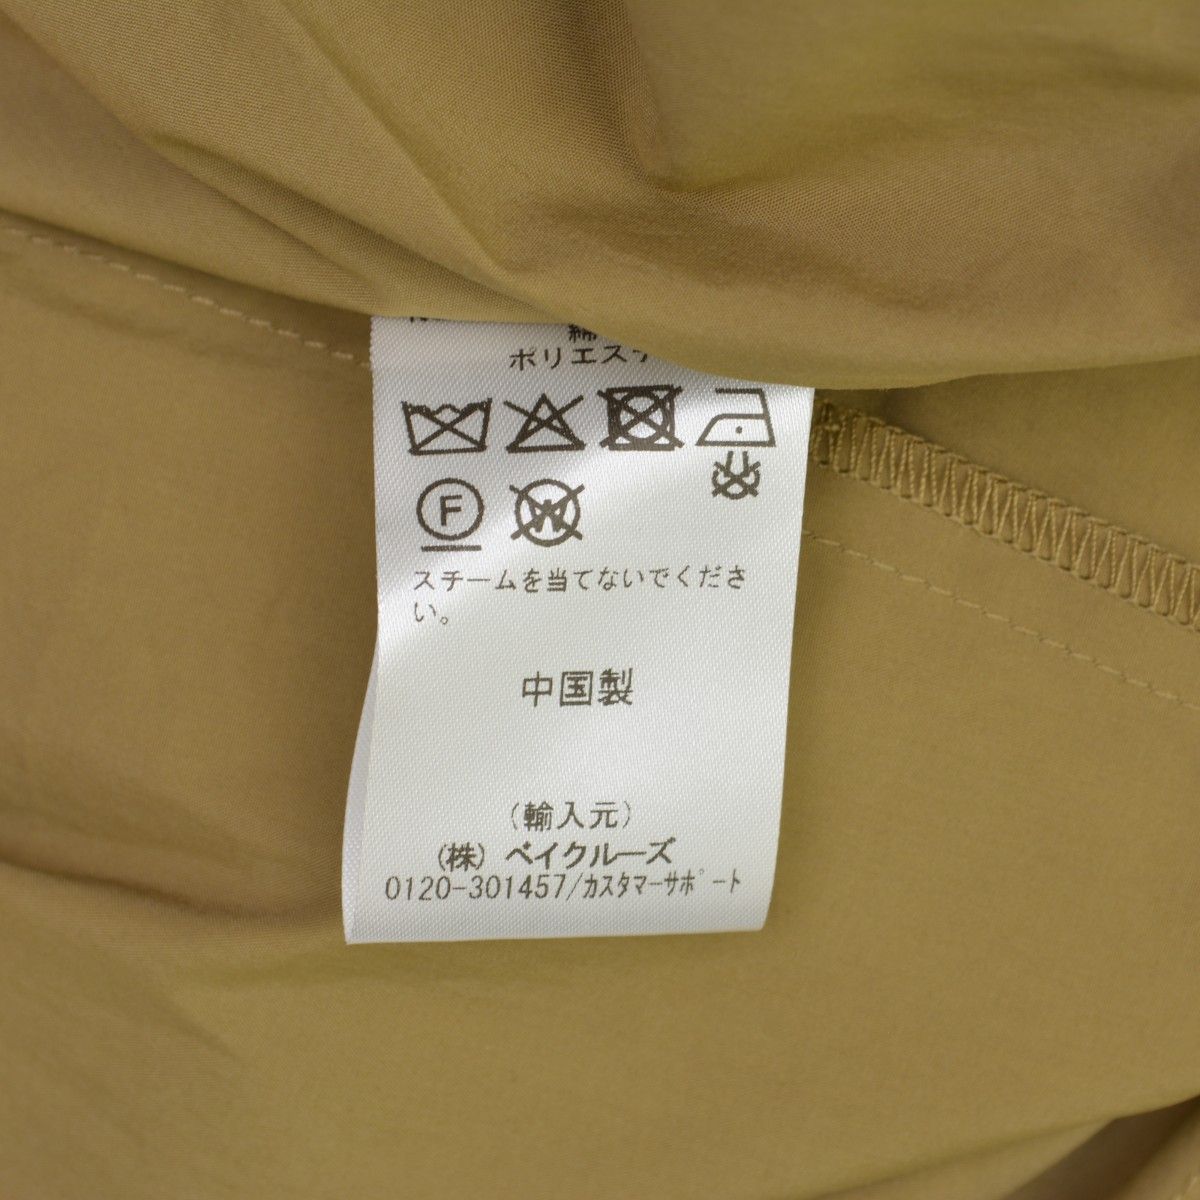 綿
ポリエステ
F
W
スチームを当てないでくださ
い。
中国製
(輸入元)
(株) ベイクルーズ
0120-301457/カスタマーサポート